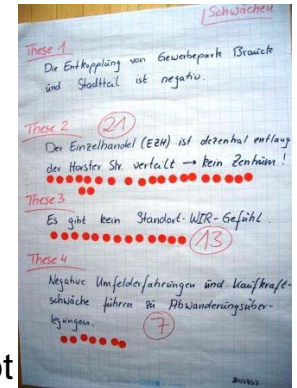 Schwächen
These 1
Die Entkopplung von Gewerbepark Brauck
und Stadtteil ist negativ.
These 2 21
Der Einzelhandel (EZH) ist dezentral entlang
der Horster Str. verteilt → kein Zentrum!
These 3
Es gibt kein Standort-WIR-Gefühl.
13
These 4
Negative Umfelderfahrungen und Kaufkraft-
schwäche führen zu Abwanderungsüber-
legungen.
7
ot